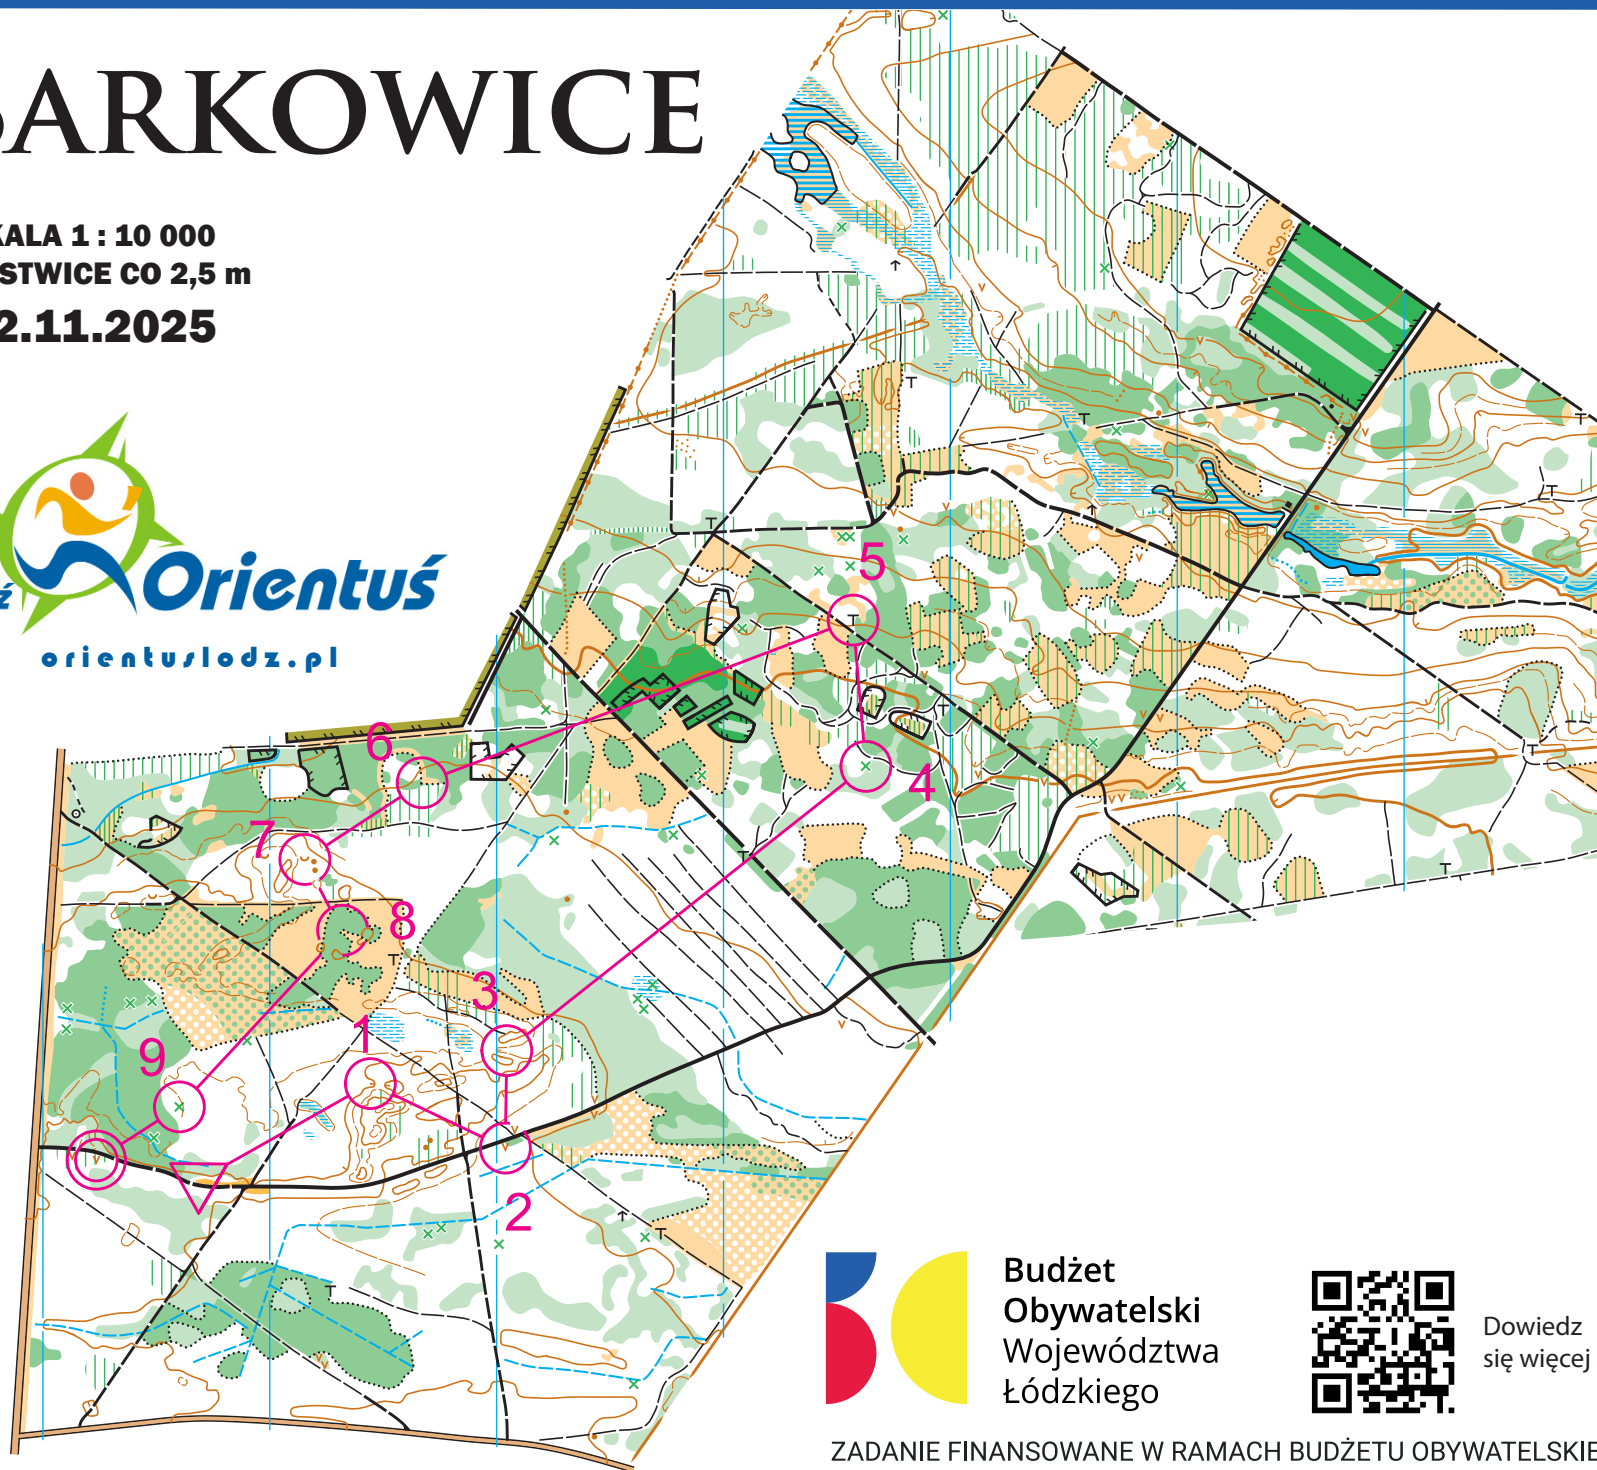 BARKOWICE
KALA 1 : 10 000
STWICE CO 2,5 m
2.11.2025
ź
Orientuś
orientuslodz.pl
5
6
4
7
8
3
1
9
2
Budżet
Obywatelski
Województwa
Łódzkiego
Dowiedz
się więcej
ZADANIE FINANSOWANE W RAMACH BUDŻETU OBYWATELSKIE